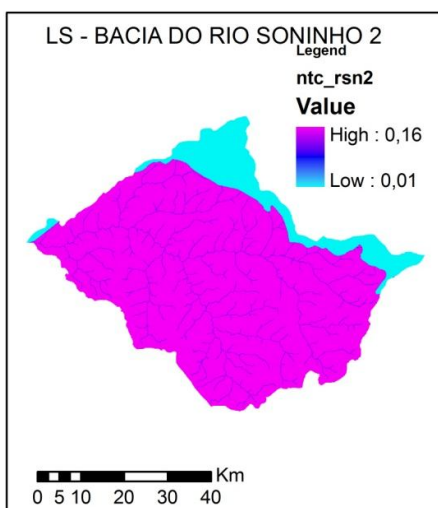 LS - BACIA DO RIO SONINHO 2
Legend
ntc_rsn2
Value
High : 0,16
Low : 0,01
Km
0 5 10 20 30 40